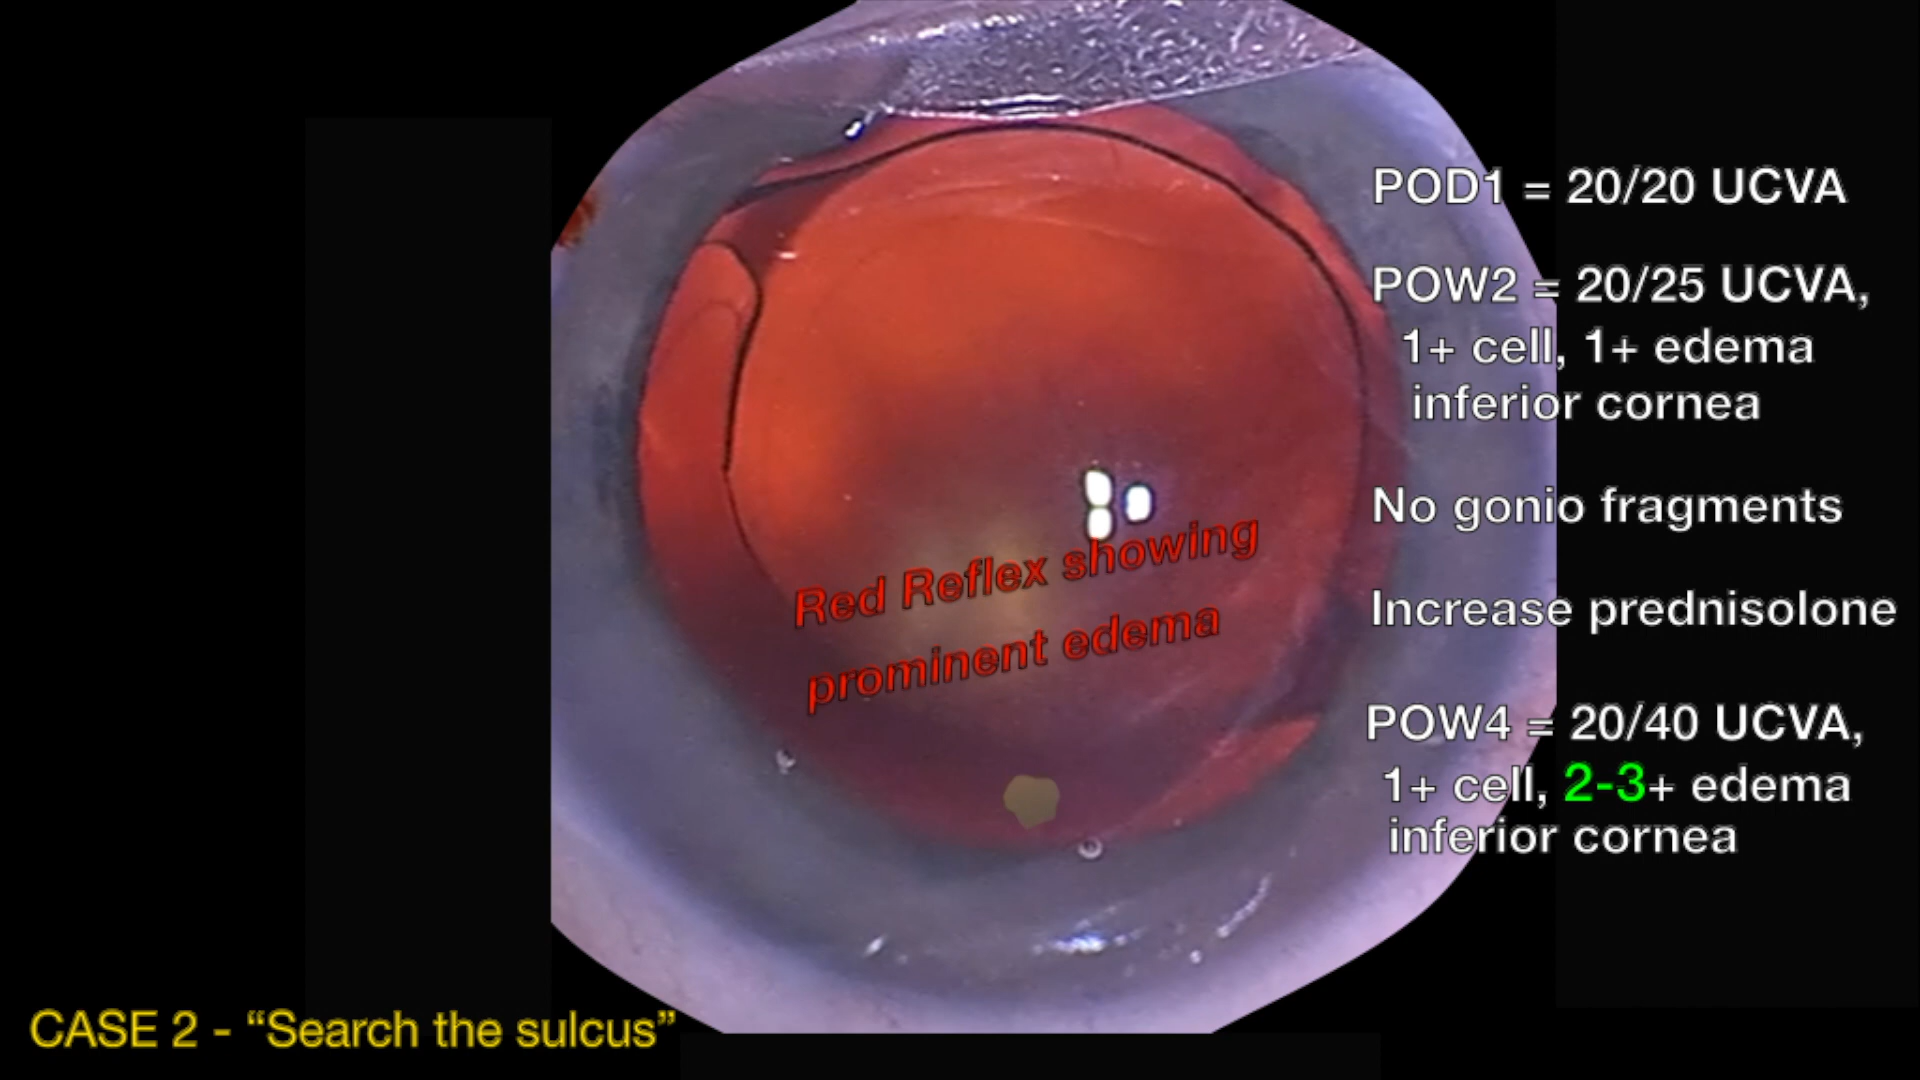 POD1 = 20/20 UCVA
POW2 = 20/25 UCVA,
1+ cell, 1+ edema
inferior cornea
No gonio fragments
Red Reflex showing
prominent edema
Increase prednisolone
POW4 = 20/40 UCVA,
1+ cell, 2-3+ edema
inferior cornea
CASE 2 - “Search the sulcus”